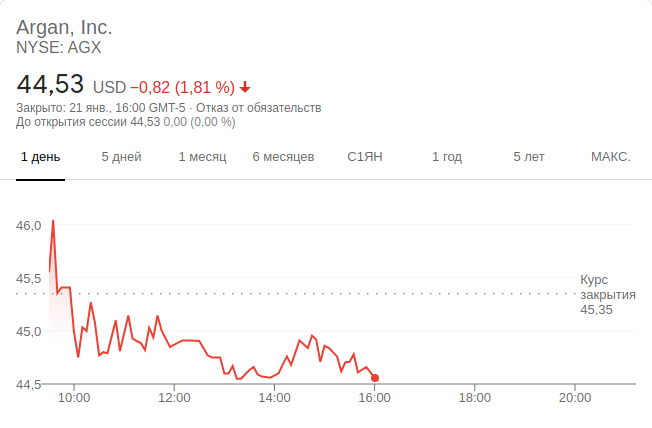 Argan, Inc.
NYSE: AGX
44,53 USD −0,82 (1,81 %)
Закрыто: 21 янв., 16:00 GMT-5 · Отказ от обязательств
До открытия сессии 44,53 0,00 (0,00 %)
1 день 5 дней 1 месяц 6 месяцев С1ЯН 1 год 5 лет МАКС.
46,0
45,5
Курс
закрытия
45,35
45,0
44,5
10:00 12:00 14:00 16:00 18:00 20:00